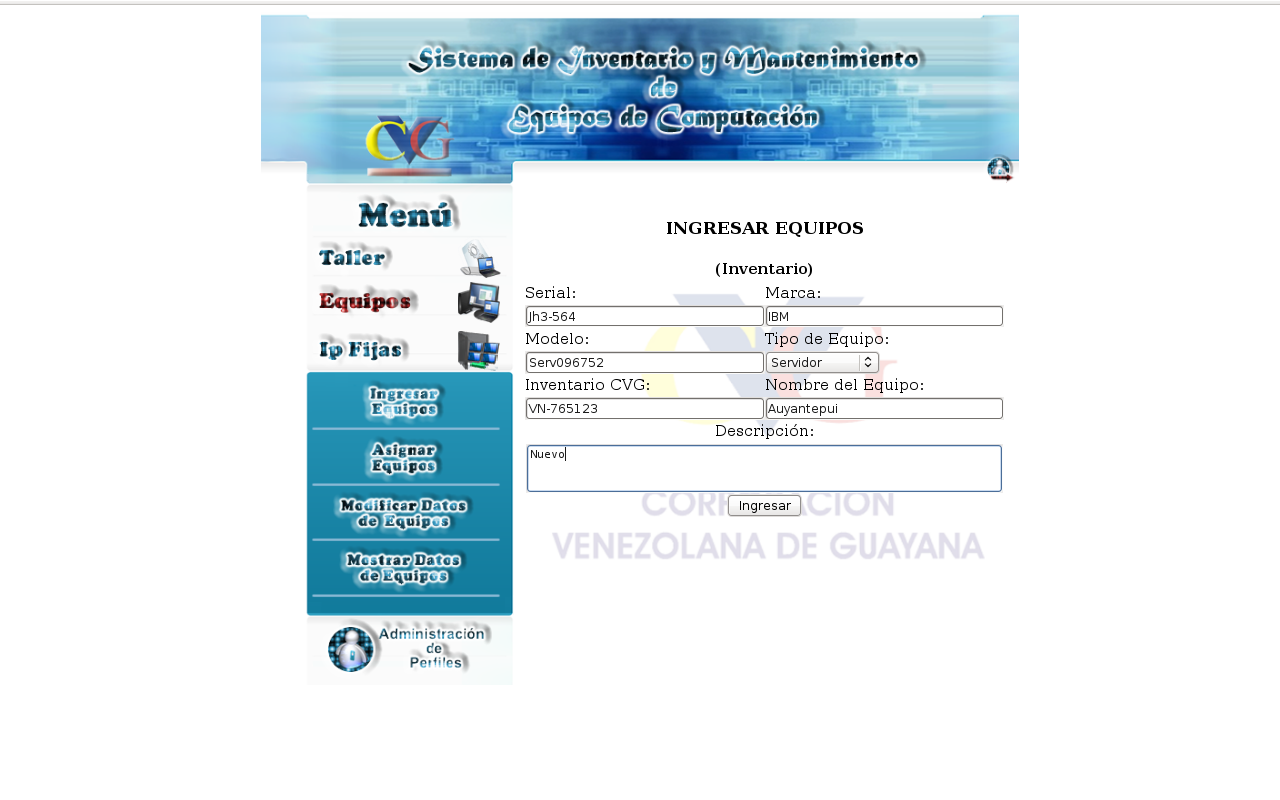 Sistema de Inventario y Mantenimiento
de
Equipos de Computación
CVG
Menú
Taller
Equipos
Ip Fijas
Ingresar
Equipos
Asignar
Equipos
Modificar Datos
de Equipos
Mostrar Datos
de Equipos
Administración
de
Perfiles
INGRESAR EQUIPOS
(Inventario)
Serial: Marca:
Jh3-564 IBM
Modelo: Tipo de Equipo:
Serv096752 Servidor
Inventario CVG: Nombre del Equipo:
VN-765123 Auyantepui
Descripción:
Nuevo
Ingresar
CORPORACION
VENEZOLANA DE GUAYANA